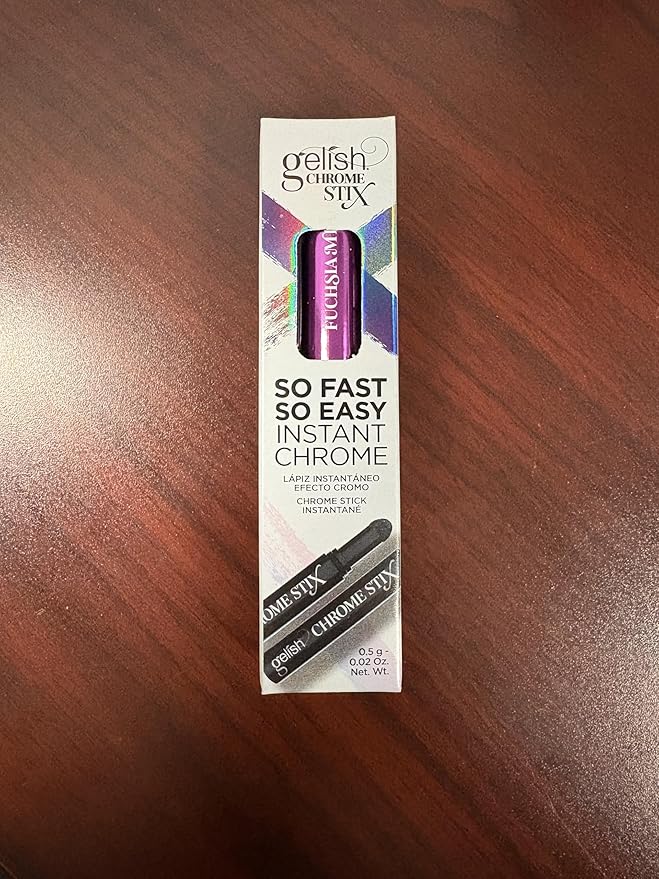 gelish
CHROME
STIX
FUCHSIA
SO FAST
SO EASY
INSTANT
CHROME
LÁPIZ INSTANTÁNEO
EFECTO CROMO
CHROME STICK
INSTANTANÉ
OME STIX
gelish CHROME STIX
0.5 g -
0.02 Oz.
Net. Wt.